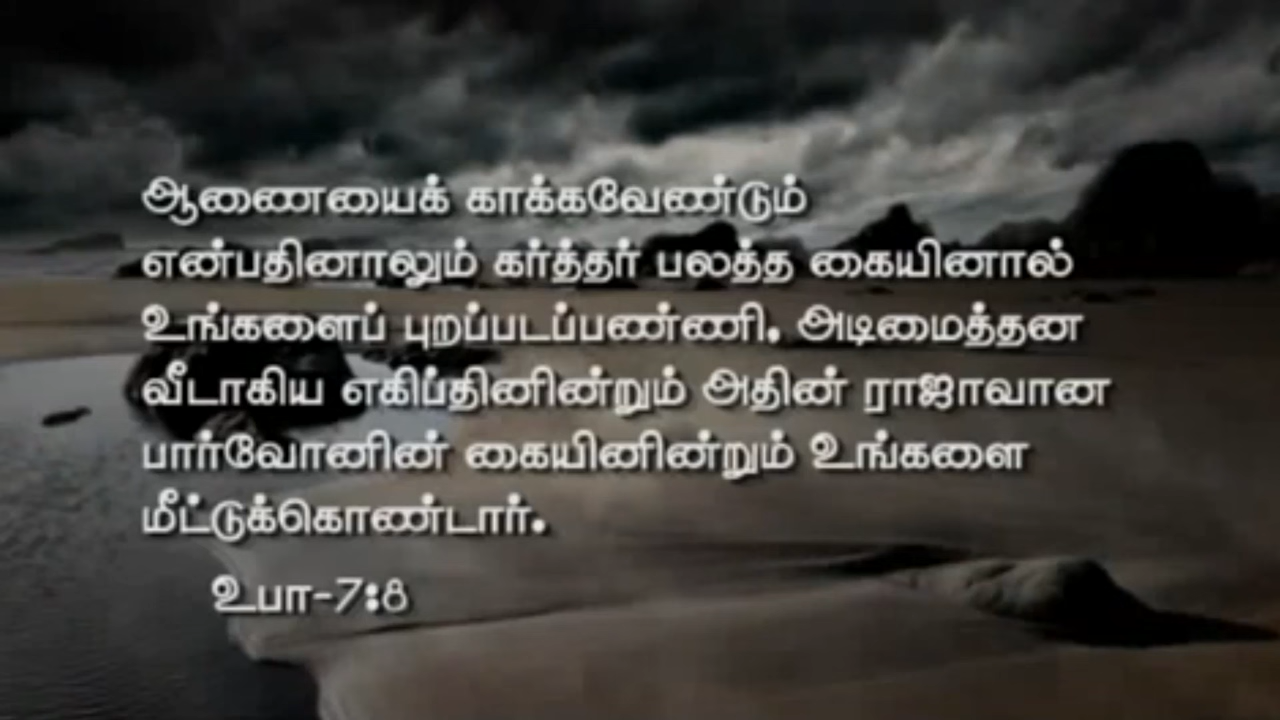 ஆணையைக் காக்கவேண்டும்
என்பதினாலும் கர்த்தர் பலத்த கையினால்
உங்களைப் புறப்படப்பண்ணி, அடிமைத்தன
வீடாகிய எகிப்தினின்றும் அதின் ராஜாவான
பார்வோனின் கையினின்றும் உங்களை
மீட்டுக்கொண்டார்.
உபா-7:8